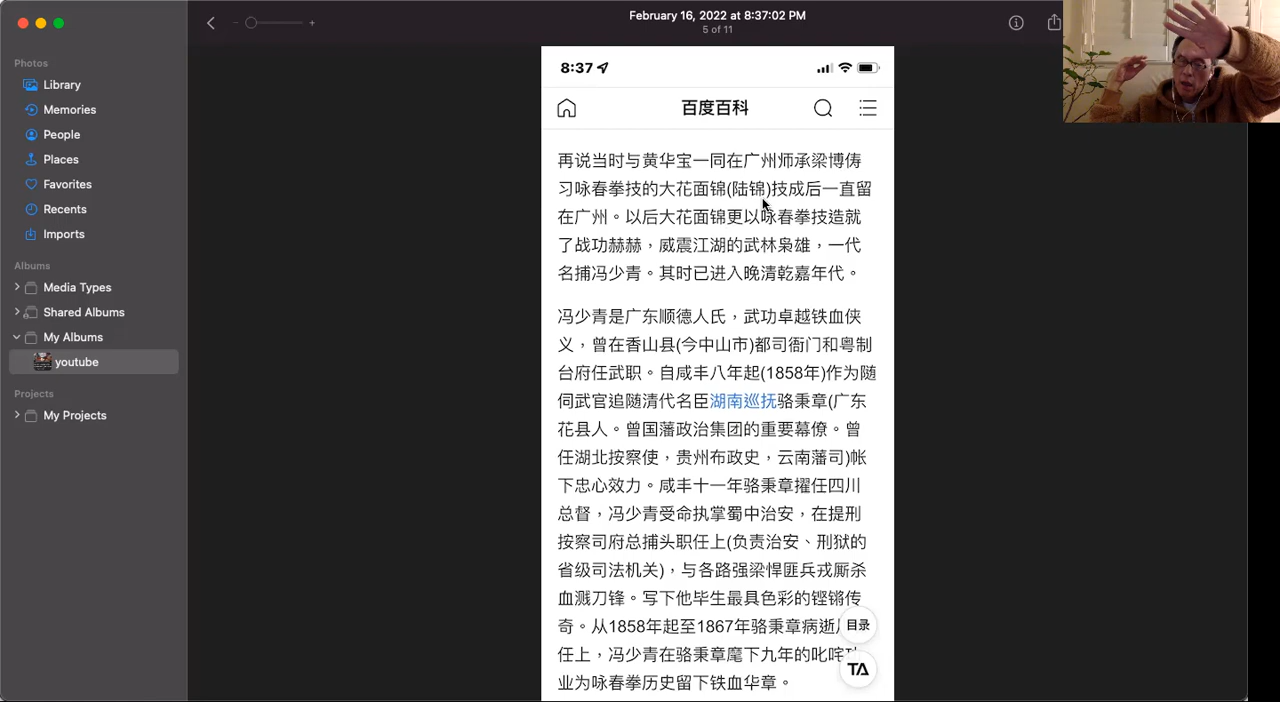 February 16, 2022 at 8:37:02 PM
5 of 11
Photos
Library
Memories
People
Places
Favorites
Recents
Imports
Albums
Media Types
Shared Albums
My Albums
youtube
Projects
My Projects
8:37
百度百科
再说当时与黄华宝一同在广州师承梁博俦
习咏春拳技的大花面锦(陆锦)技成后一直留
在广州。以后大花面锦更以咏春拳技造就
了战功赫赫，威震江湖的武林枭雄，一代
名捕冯少青。其时已进入晚清乾嘉年代。
冯少青是广东顺德人氏，武功卓越铁血侠
义，曾在香山县(今中山市)都司衙门和粤制
台府任武职。自咸丰八年起(1858年)作为随
伺武官追随清代名臣湖南巡抚骆秉章(广东
花县人。曾国藩政治集团的重要幕僚。曾
任湖北按察使，贵州布政史，云南藩司)帐
下忠心效力。咸丰十一年骆秉章擢任四川
总督，冯少青受命执掌蜀中治安，在提刑
按察司府总捕头职任上(负责治安、刑狱的
省级司法机关)，与各路强梁悍匪兵戎厮杀
血溅刀锋。写下他毕生最具色彩的铿锵传
奇。从1858年起至1867年骆秉章病逝
任上，冯少青在骆秉章麾下九年的叱咤
业为咏春拳历史留下铁血华章。
目录
TA